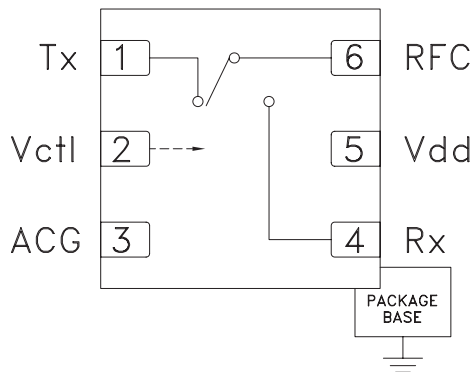 Tx 1 6 RFC
Vctl 2 5 Vdd
ACG 3 4 Rx
PACKAGE
BASE